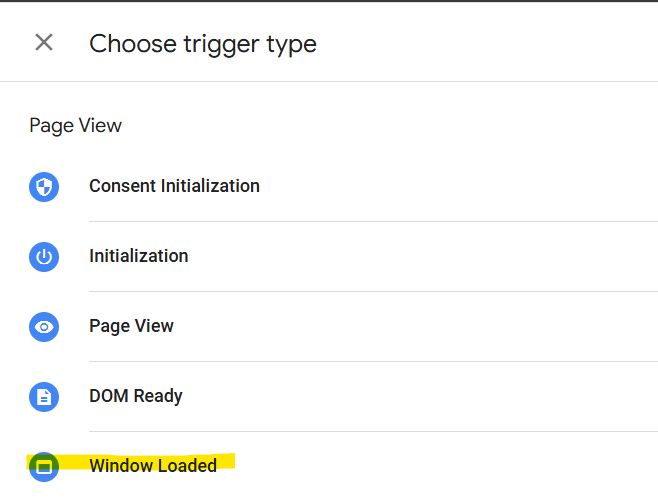 Choose trigger type
Page View
Consent Initialization
Initialization
Page View
DOM Ready
Window Loaded